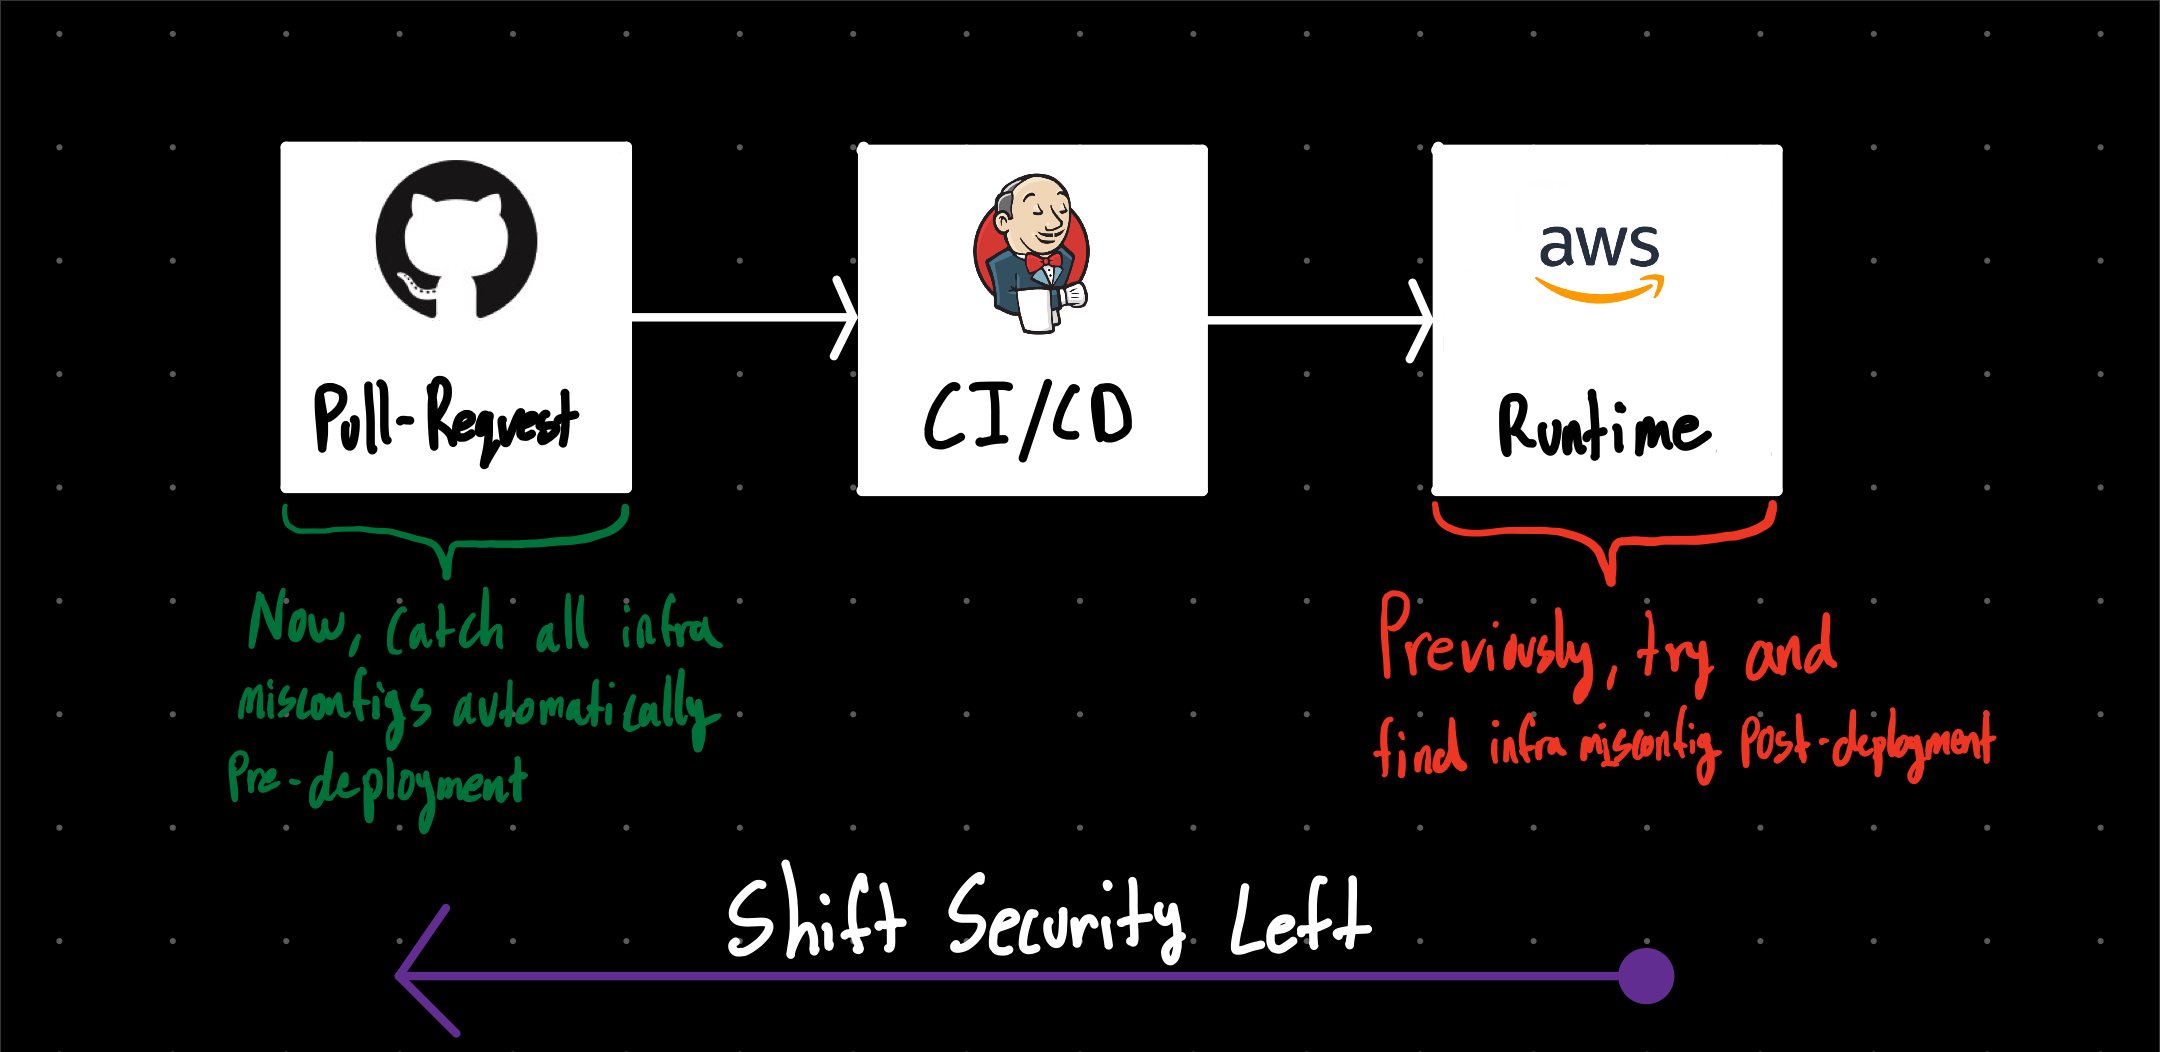 aws
Pull-Request
CI/CD
Runtime
Now, catch all infra
misconfigs automatically
Pre-deployment
Previously, try and
find infra misconfig Post-deployment
Shift Security Left